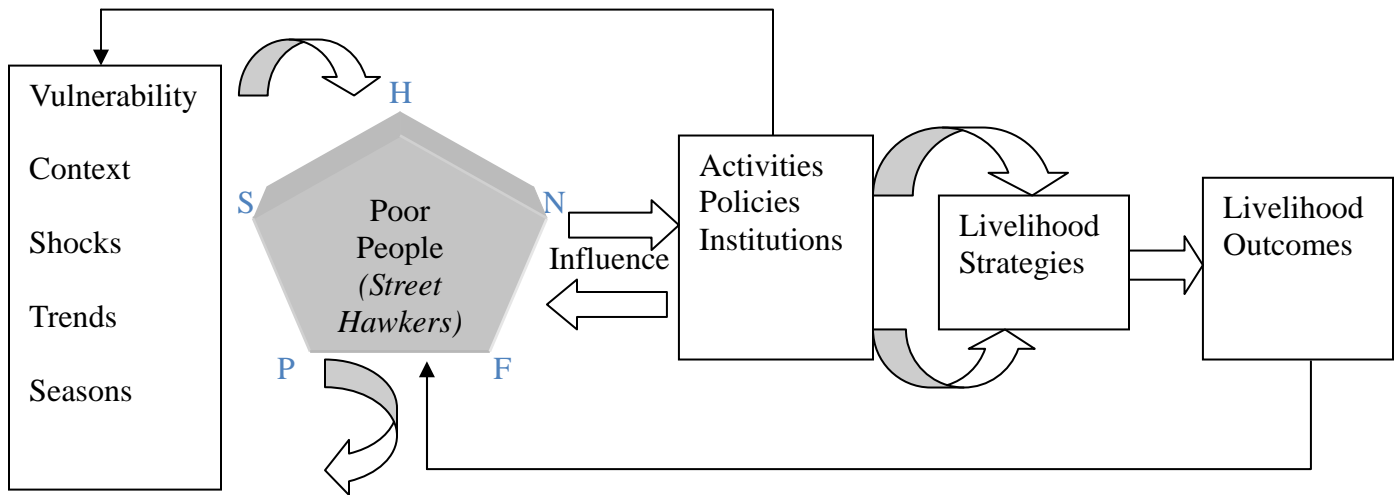 Vulnerability
Context
Shocks
Trends
Seasons
H
S
N
Poor
People
(Street
Hawkers)
P
F
Influence
Activities
Policies
Institutions
Livelihood
Strategies
Livelihood
Outcomes